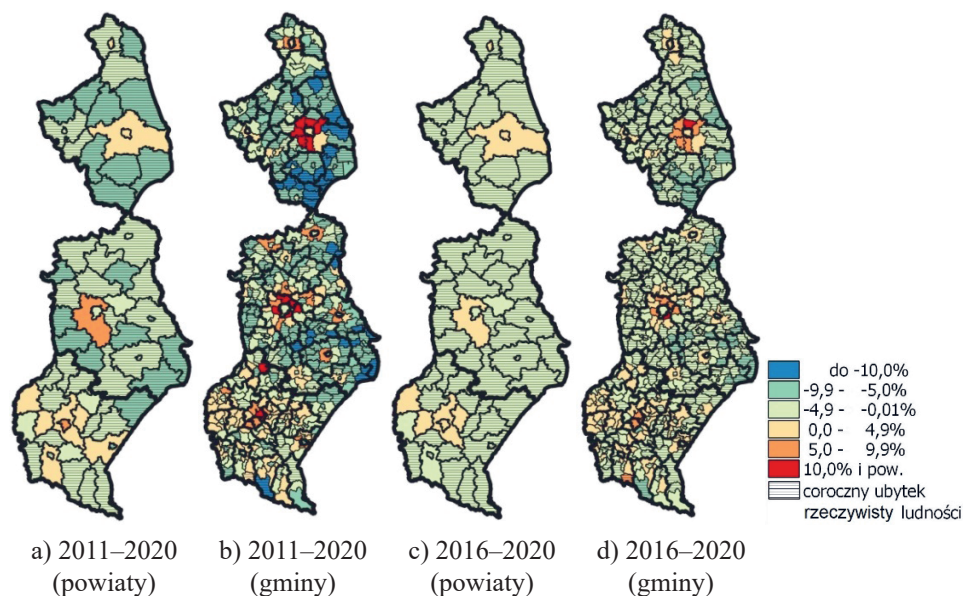 do -10,0%
-9,9 - -5,0%
-4,9 - -0,01%
0,0 - 4,9%
5,0 - 9,9%
10,0% i pow.
coroczny ubytek
rzeczywisty ludności
a) 2011–2020 b) 2011–2020 c) 2016–2020 d) 2016–2020
(powiaty) (gminy) (powiaty) (gminy)